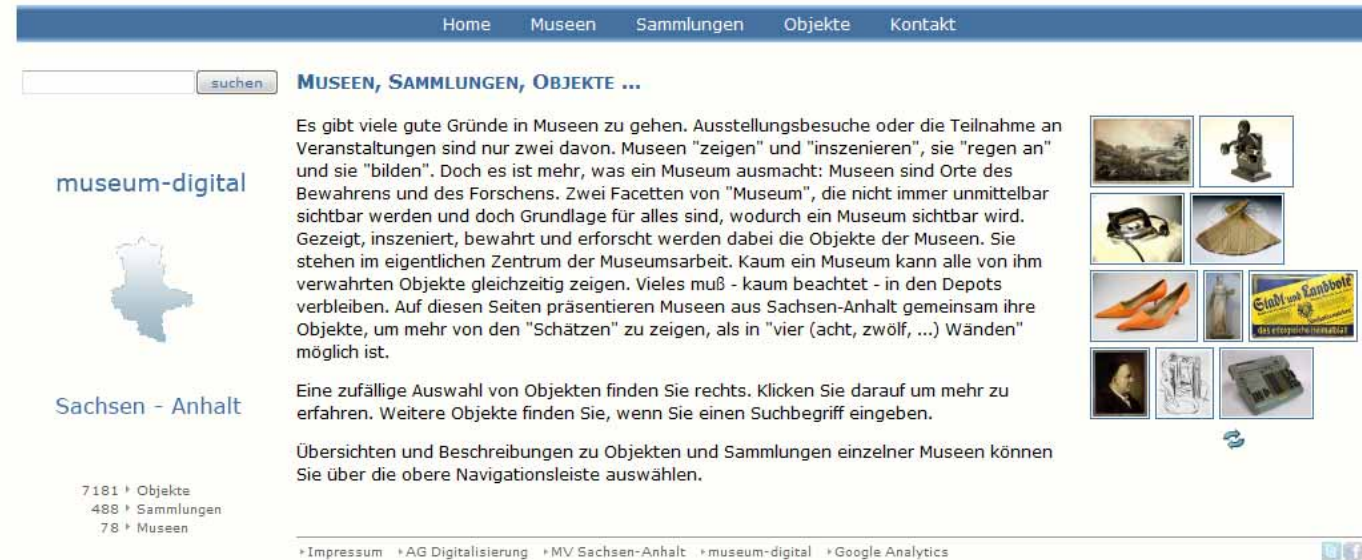 Home Museen Sammlungen Objekte Kontakt
suchen
museum-digital
Sachsen - Anhalt
7181 Objekte
488 Sammlungen
78 Museen
MUSEEN, SAMMLUNGEN, OBJEKTE ...
Es gibt viele gute Gründe in Museen zu gehen. Ausstellungsbesuche oder die Teilnahme an
Veranstaltungen sind nur zwei davon. Museen "zeigen" und "inszenieren", sie "regen an"
und sie "bilden". Doch es ist mehr, was ein Museum ausmacht: Museen sind Orte des
Bewahrens und des Forschens. Zwei Facetten von "Museum", die nicht immer unmittelbar
sichtbar werden und doch Grundlage für alles sind, wodurch ein Museum sichtbar wird.
Gezeigt, inszeniert, bewahrt und erforscht werden dabei die Objekte der Museen. Sie
stehen im eigentlichen Zentrum der Museumsarbeit. Kaum ein Museum kann alle von ihm
verwahrten Objekte gleichzeitig zeigen. Vieles muß - kaum beachtet - in den Depots
verbleiben. Auf diesen Seiten präsentieren Museen aus Sachsen-Anhalt gemeinsam ihre
Objekte, um mehr von den "Schätzen" zu zeigen, als in "vier (acht, zwölf, ...) Wänden"
möglich ist.
Eine zufällige Auswahl von Objekten finden Sie rechts. Klicken Sie darauf um mehr zu
erfahren. Weitere Objekte finden Sie, wenn Sie einen Suchbegriff eingeben.
Übersichten und Beschreibungen zu Objekten und Sammlungen einzelner Museen können
Sie über die obere Navigationsleiste auswählen.
Stadt und Landbote
Impressum AG Digitalisierung MV Sachsen-Anhalt museum-digital Google Analytics